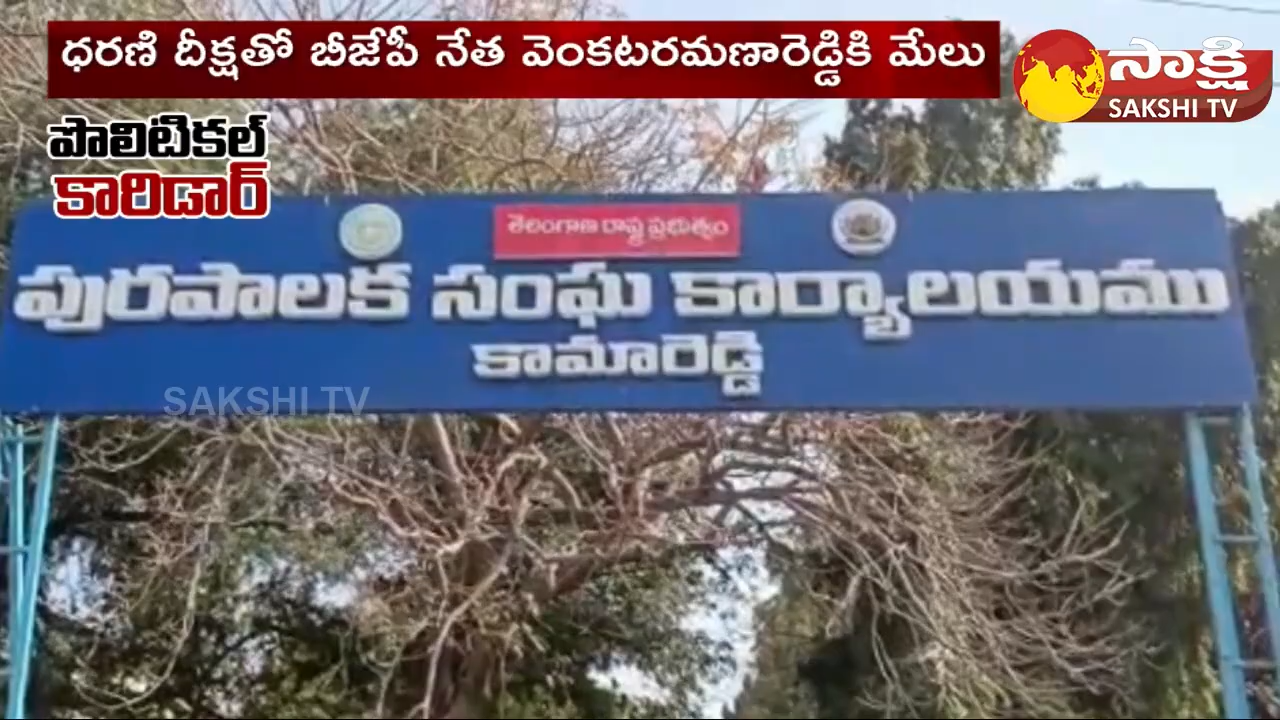 ధరణి దీక్షతో బీజేపీ నేత వెంకటరమణారెడ్డికి మేలు
సాక్షి
SAKSHI TV
పొలిటికల్
కారిడార్
తెలంగాణ రాష్ట్ర ప్రభుత్వం
పురపాలక సంఘ కార్యాలయము
కామారెడ్డి
SAKSHI TV